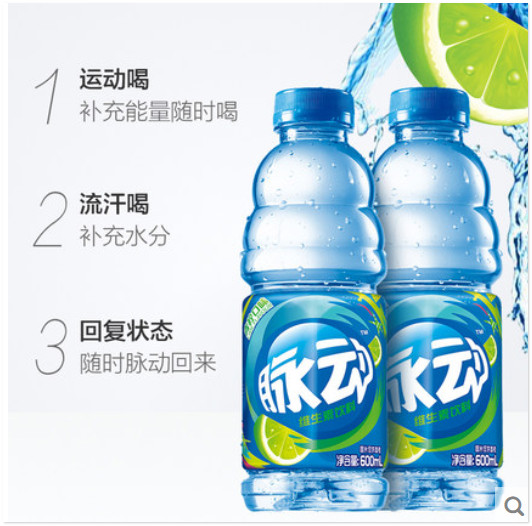 1 运动喝
补充能量随时喝
2 流汗喝
补充水分
3 回复状态
随时脉动回来
脉动
TM
维生素饮料
净含量:600mL
脉动
TM
维生素饮料
净含量:600mL